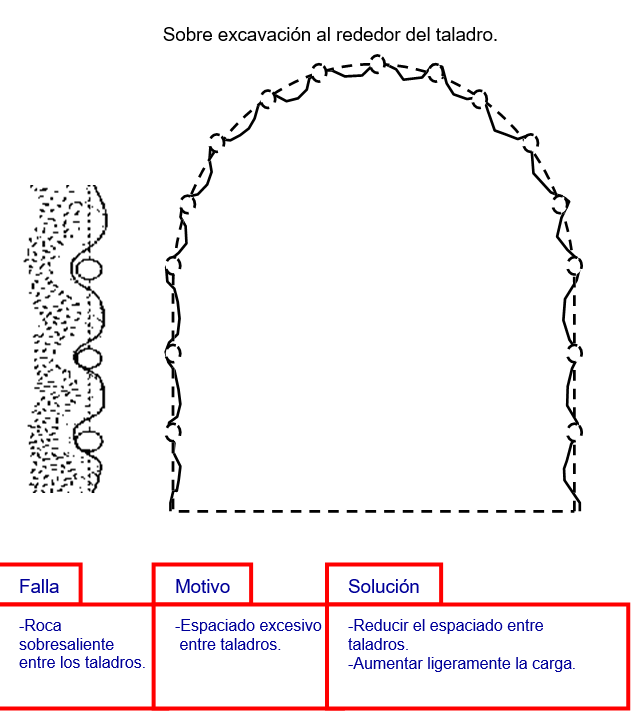 Sobre excavación al rededor del taladro.
Falla
Motivo
Solución
-Roca
sobresaliente
entre los taladros.
-Espaciado excesivo
entre taladros.
-Reducir el espaciado entre
taladros.
-Aumentar ligeramente la carga.